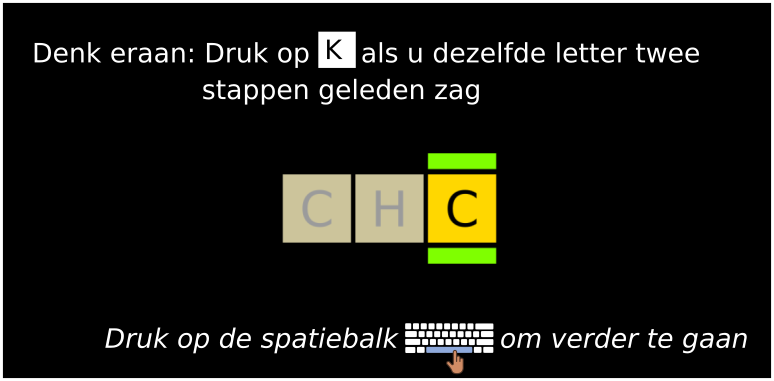 Denk eraan: Druk op K als u dezelfde letter twee
stappen geleden zag
C H C
Druk op de spatiebalk om verder te gaan